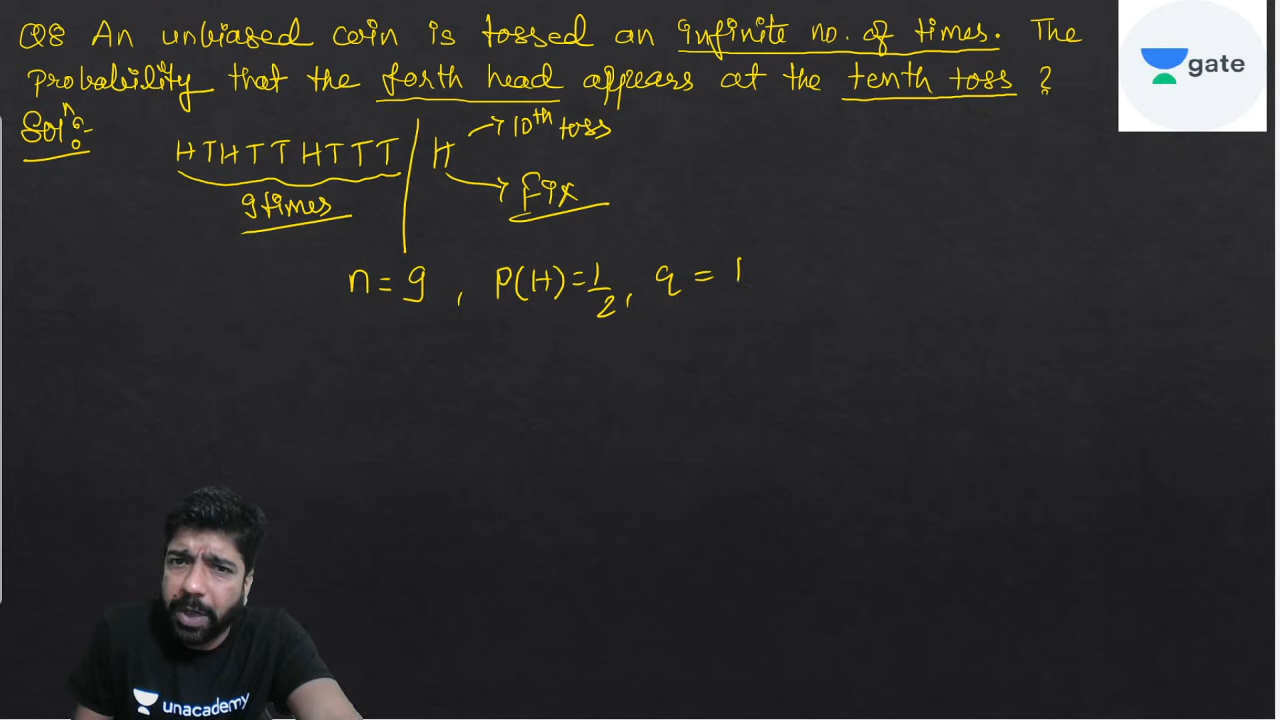 Q8 An unbiased coin is tossed an infinite no. of times. The
probability that the forth head appears at the tenth toss ?
Solⁿ:-
H T H T T H T T T | H → 10th toss
→ Fix
9 times
n = 9 , P(H) = 1/2 , q = 1
gate
unacademy